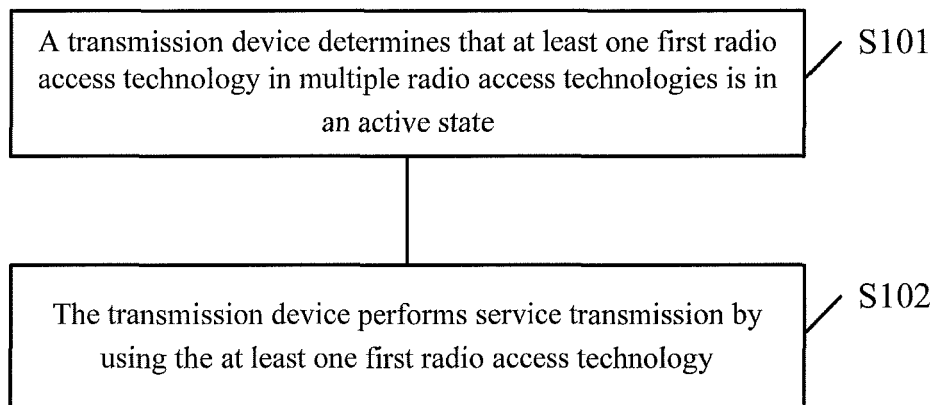 A transmission device determines that at least one first radio
access technology in multiple radio access technologies is in
an active state
S101
The transmission device performs service transmission by
using the at least one first radio access technology
S102